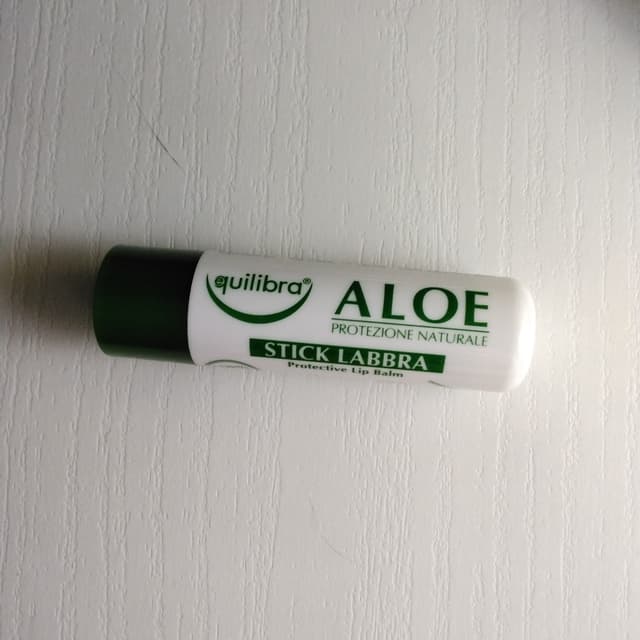 equilibra®
ALOE
PROTEZIONE NATURALE
STICK LABBRA
Protective Lip Balm